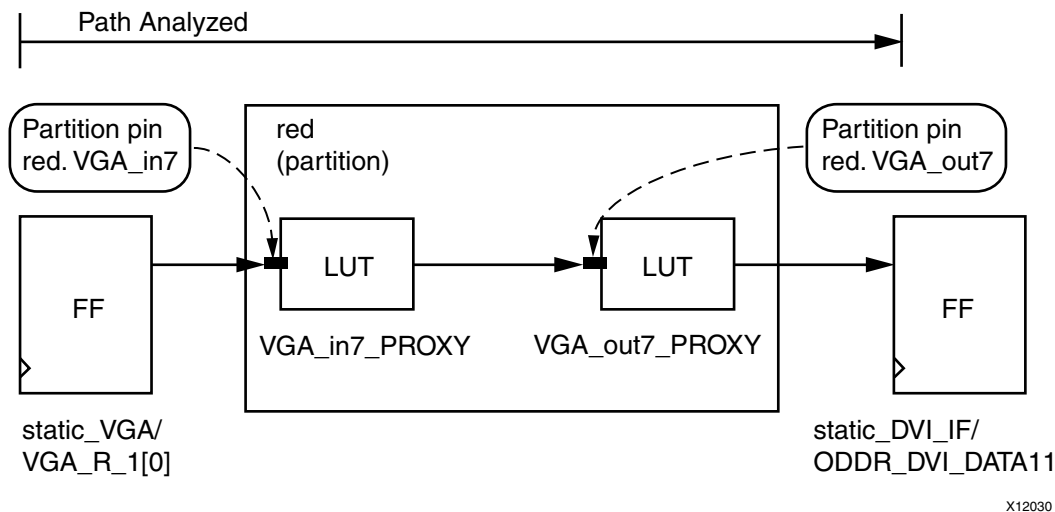 Path Analyzed
Partition pin
red. VGA_in7
red
(partition)
Partition pin
red. VGA_out7
FF
LUT
LUT
FF
VGA_in7_PROXY
VGA_out7_PROXY
static_VGA/
VGA_R_1[0]
static_DVI_IF/
ODDR_DVI_DATA11
X12030